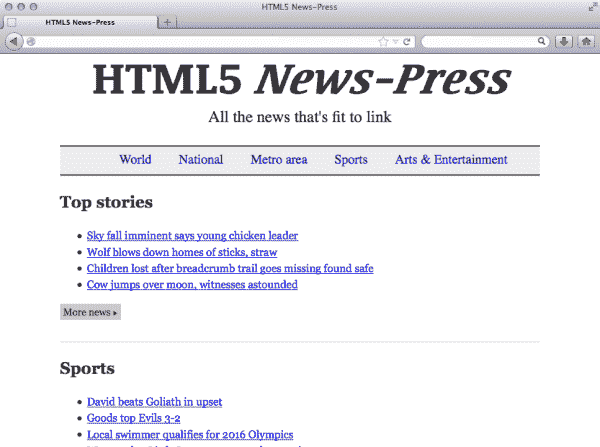 HTML5 News-Press
HTML5 News-Press
HTML5 News-Press
All the news that's fit to link
World National Metro area Sports Arts & Entertainment
Top stories
Sky fall imminent says young chicken leader
Wolf blows down homes of sticks, straw
Children lost after breadcrumb trail goes missing found safe
Cow jumps over moon, witnesses astounded
More news ▸
Sports
David beats Goliath in upset
Goods top Evils 3-2
Local swimmer qualifies for 2016 Olympics